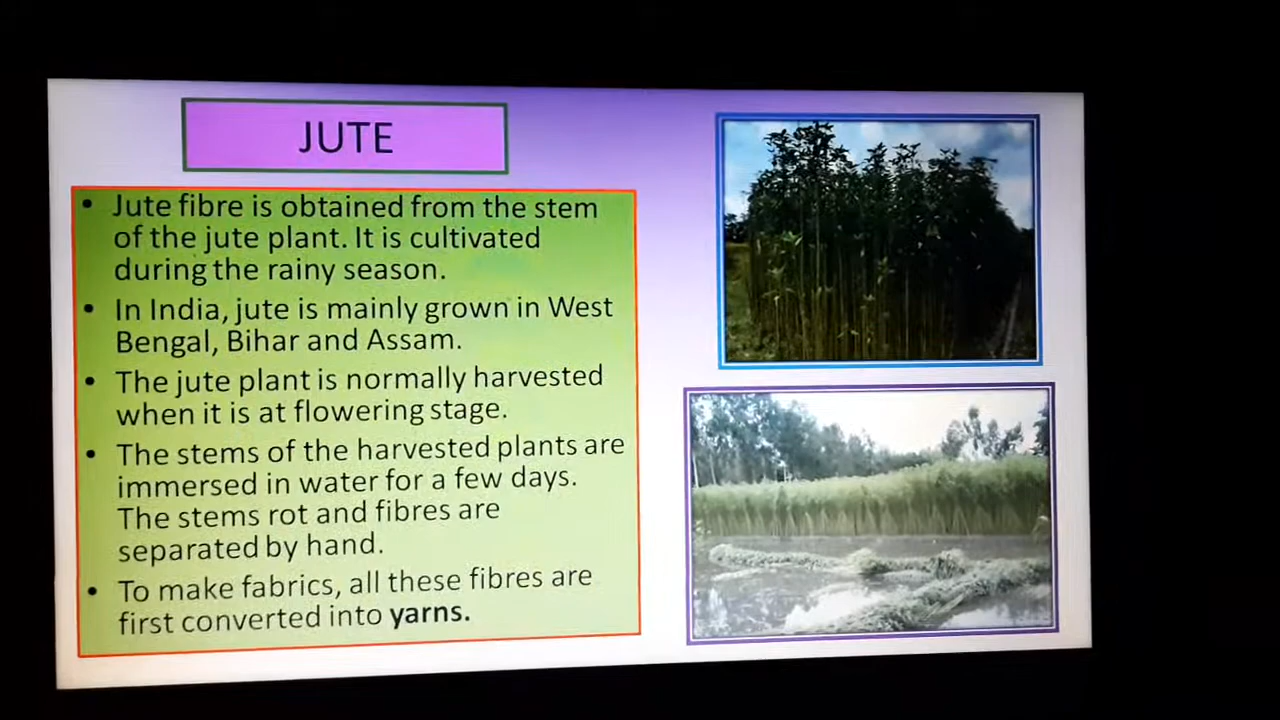 JUTE
• Jute fibre is obtained from the stem
of the jute plant. It is cultivated
during the rainy season.
• In India, jute is mainly grown in West
Bengal, Bihar and Assam.
• The jute plant is normally harvested
when it is at flowering stage.
• The stems of the harvested plants are
immersed in water for a few days.
The stems rot and fibres are
separated by hand.
• To make fabrics, all these fibres are
first converted into yarns.